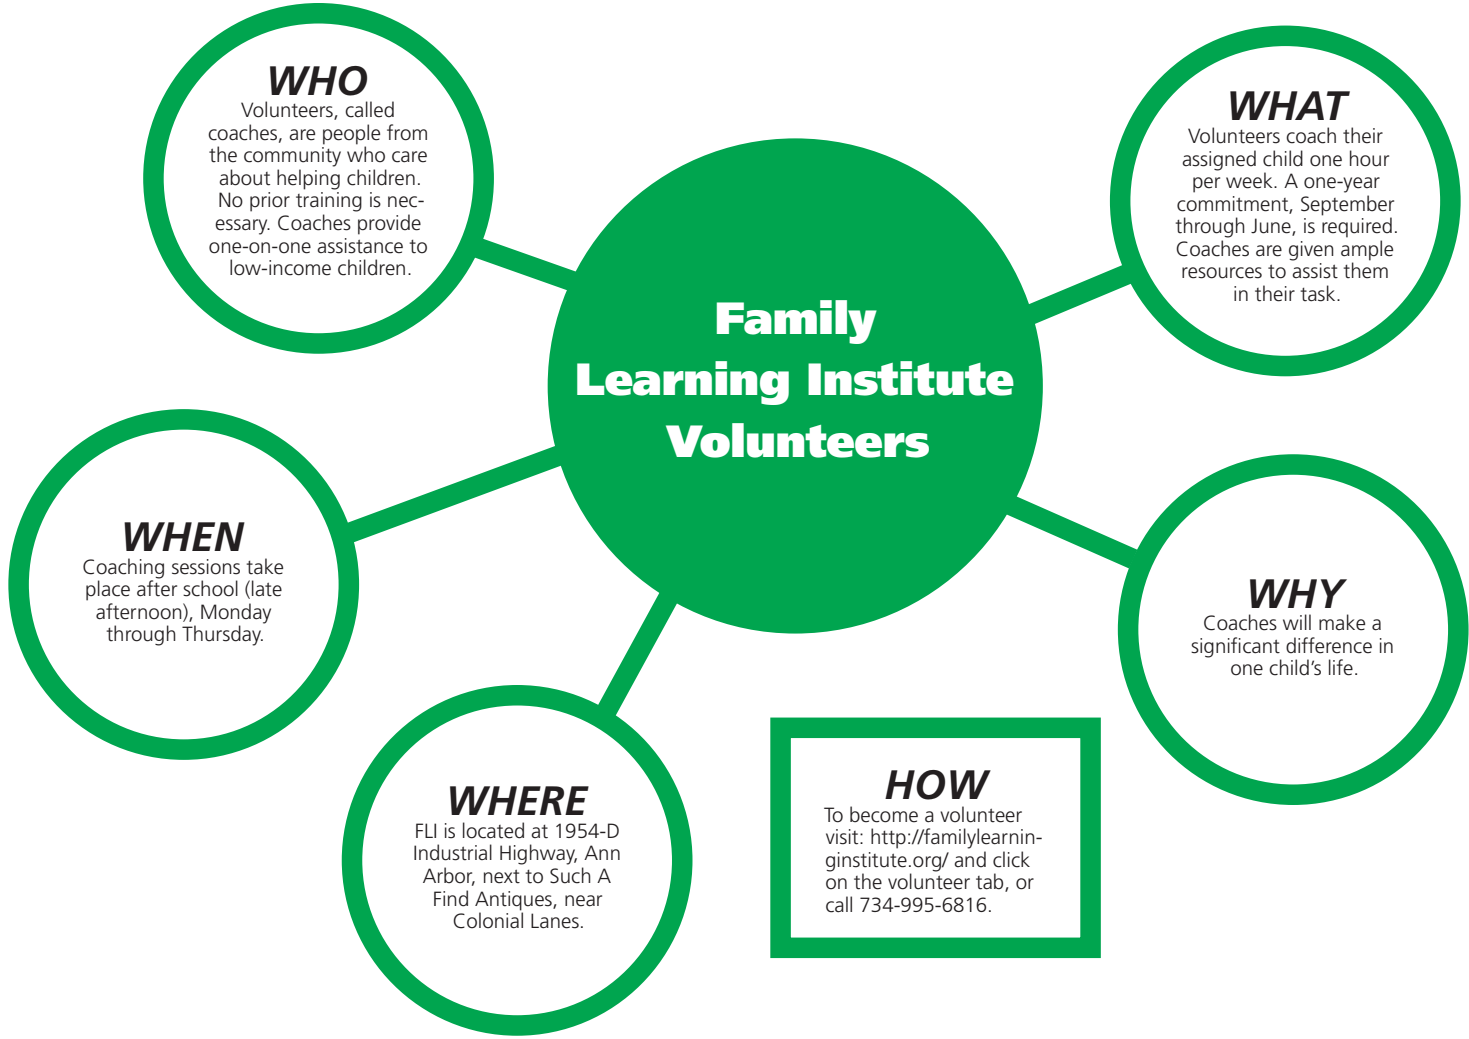 WHO
Volunteers, called
coaches, are people from
the community who care
about helping children.
No prior training is nec-
essary. Coaches provide
one-on-one assistance to
low-income children.
WHAT
Volunteers coach their
assigned child one hour
per week. A one-year
commitment, September
through June, is required.
Coaches are given ample
resources to assist them
in their task.
Family
Learning Institute
Volunteers
WHEN
Coaching sessions take
place after school (late
afternoon), Monday
through Thursday.
WHY
Coaches will make a
significant difference in
one child's life.
WHERE
FLI is located at 1954-D
Industrial Highway, Ann
Arbor, next to Such A
Find Antiques, near
Colonial Lanes.
HOW
To become a volunteer
visit: http://familylearnin-
ginstitute.org/ and click
on the volunteer tab, or
call 734-995-6816.